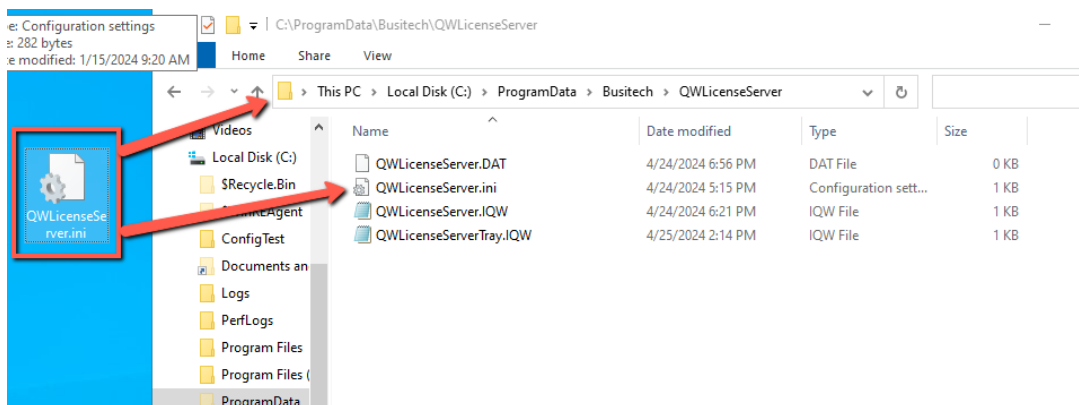 pe: Configuration settings
e: 282 bytes
te modified: 1/15/2024 9:20 AM
C:\ProgramData\Busitech\QWLicenseServer
Home Share View
This PC > Local Disk (C:) > ProgramData > Busitech > QWLicenseServer
Name Date modified Type Size
QWLicenseServer.DAT 4/24/2024 6:56 PM DAT File 0 KB
QWLicenseServer.ini 4/24/2024 5:15 PM Configuration sett... 1 KB
QWLicenseServer.IQW 4/24/2024 6:21 PM IQW File 1 KB
QWLicenseServerTray.IQW 4/25/2024 2:14 PM IQW File 1 KB
Videos
Local Disk (C:)
$Recycle.Bin
ConfigTest
Documents an
Logs
PerfLogs
Program Files
Program Files (
ProgramData
QWLicenseSe
rver.ini